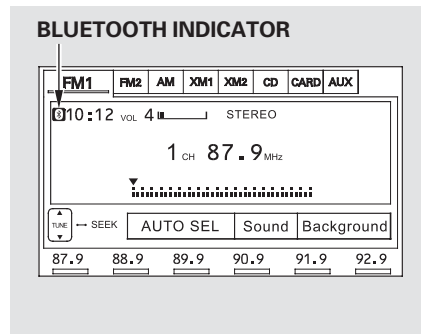 BLUETOOTH INDICATOR
FM1 FM2 AM XM1 XM2 CD CARD AUX
10:12 VOL 4 STEREO
1 CH 87.9 MHz
TUNE SEEK AUTO SEL Sound Background
87.9 88.9 89.9 90.9 91.9 92.9